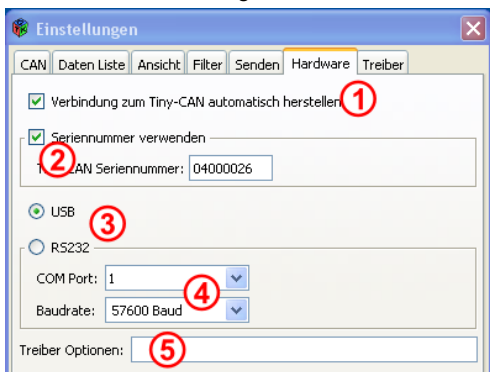 Einstellungen
CAN Daten Liste Ansicht Filter Senden Hardware Treiber
Verbindung zum Tiny-CAN automatisch herstellen 1
Seriennummer verwenden
2 CAN Seriennummer: 04000026
USB
3
RS232
COM Port: 1
4
Baudrate: 57600 Baud
Treiber Optionen: 5